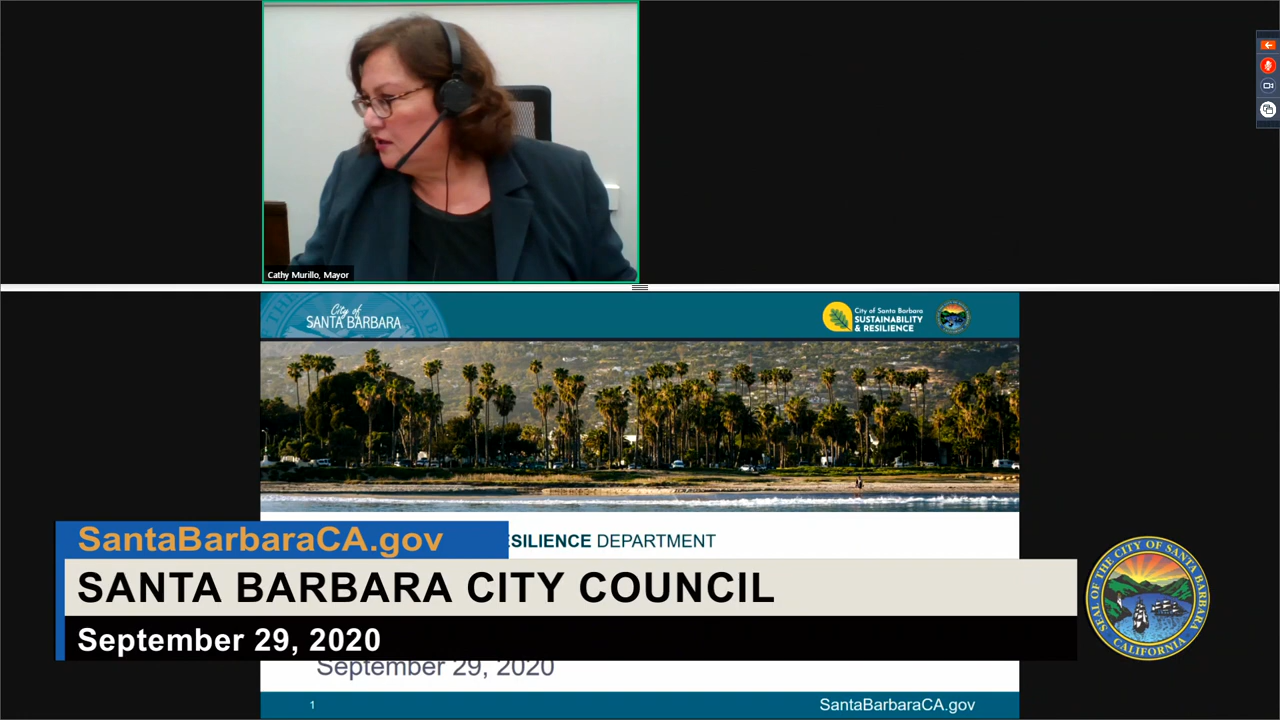 Cathy Murillo, Mayor
City of
SANTA BARBARA
City of Santa Barbara
SUSTAINABILITY
& RESILIENCE
SILIENCE DEPARTMENT
SantaBarbaraCA.gov
SANTA BARBARA CITY COUNCIL
September 29, 2020
SEAL OF THE CITY OF SANTA BARBARA
CALIFORNIA
September 29, 2020
1
SantaBarbaraCA.gov